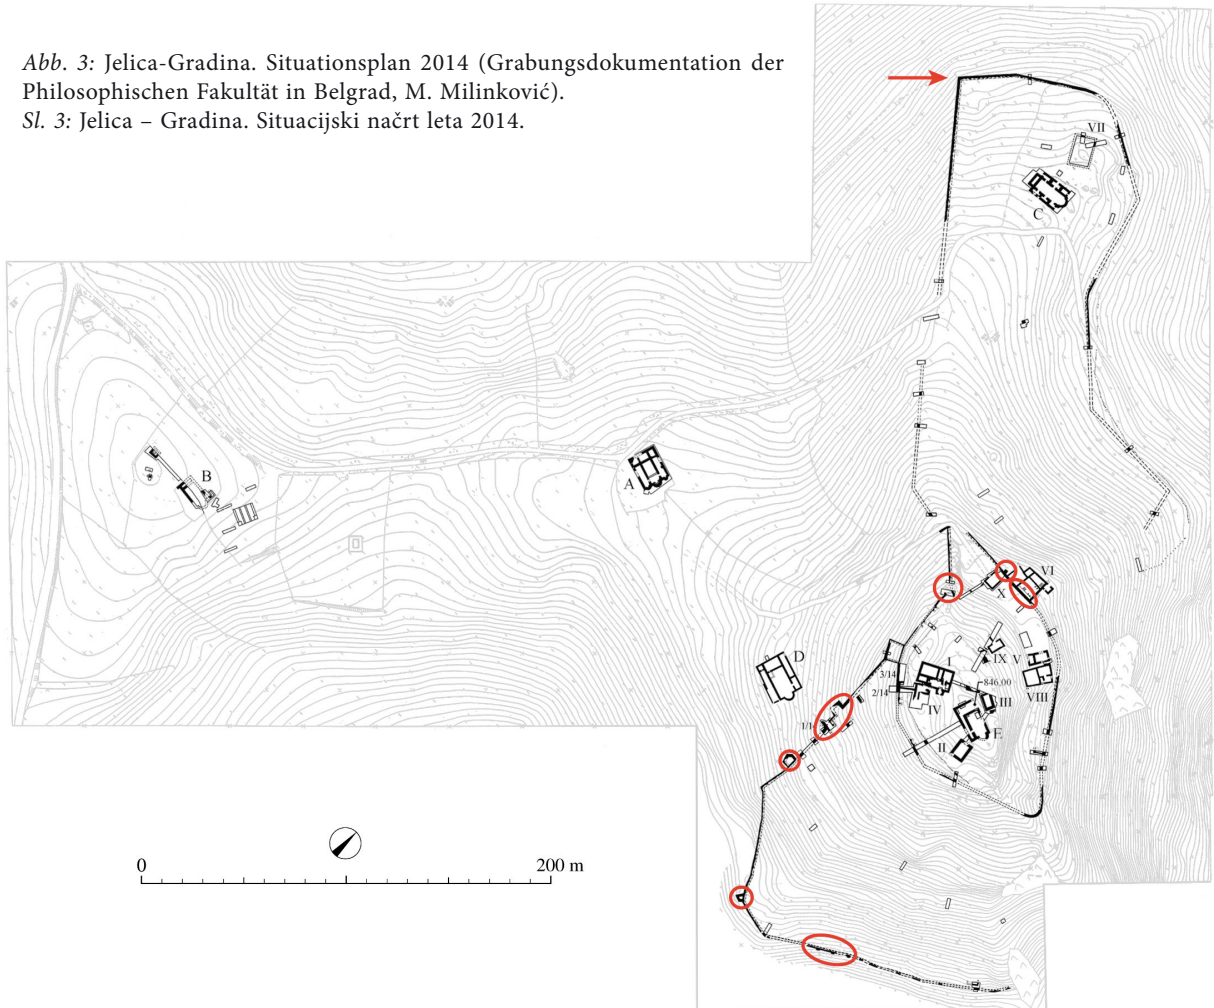 Abb. 3: Jelica-Gradina. Situationsplan 2014 (Grabungsdokumentation der
Philosophischen Fakultät in Belgrad, M. Milinković).
Sl. 3: Jelica – Gradina. Situacijski načrt leta 2014.
VII
C
B
A
VI
X
D
I
IX
V
3/14
846,00
2/14
IV
III
VIII
1/1
E
II
0
200 m